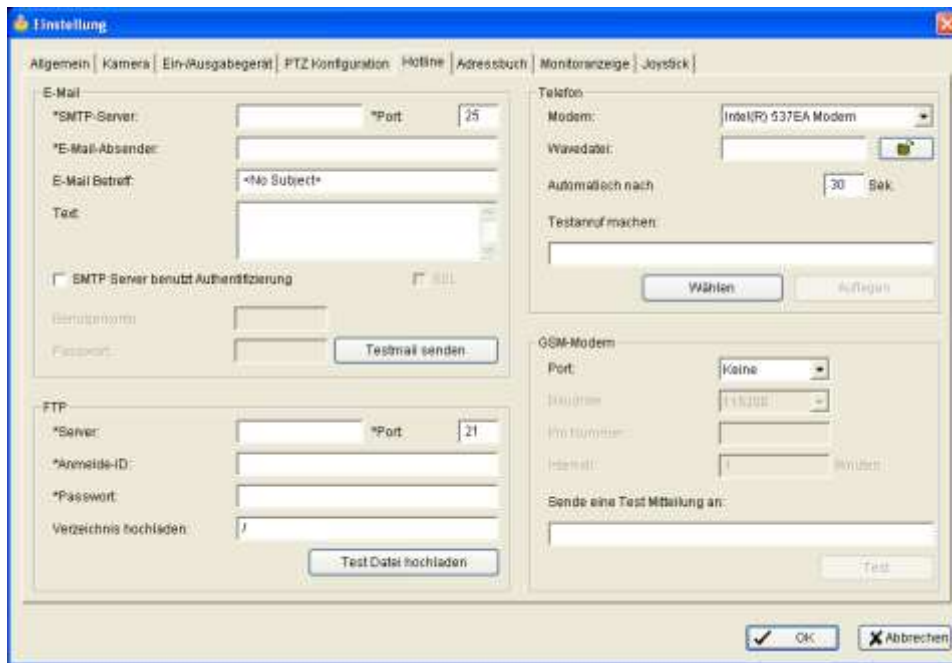 Einstellung
Allgemein Kamera Ein-/Ausgabegerät PTZ Konfiguration Hotline Adressbuch Monitoranzeige Joystick
E-Mail
*SMTP-Server: *Port 25
*E-Mail-Absender:
E-Mail Betreff: <No Subject>
Text:
SMTP Server benutzt Authentifizierung SSL
Passwort:
Testmail senden
FTP
*Server: *Port 21
*Anmelde-ID:
*Passwort:
Verzeichnis hochladen: /
Test Datei hochladen
Telefon
Modem: Intel(R) 537EA Modem
Wavedatei:
Automatisch nach 30 Sek.
Testanruf machen:
Wählen Auflegen
GSM-Modem
Port: Keine
115200
Pin Nummer:
Intervall: Minuten
Sende eine Test Mitteilung an:
Test
OK Abbrechen